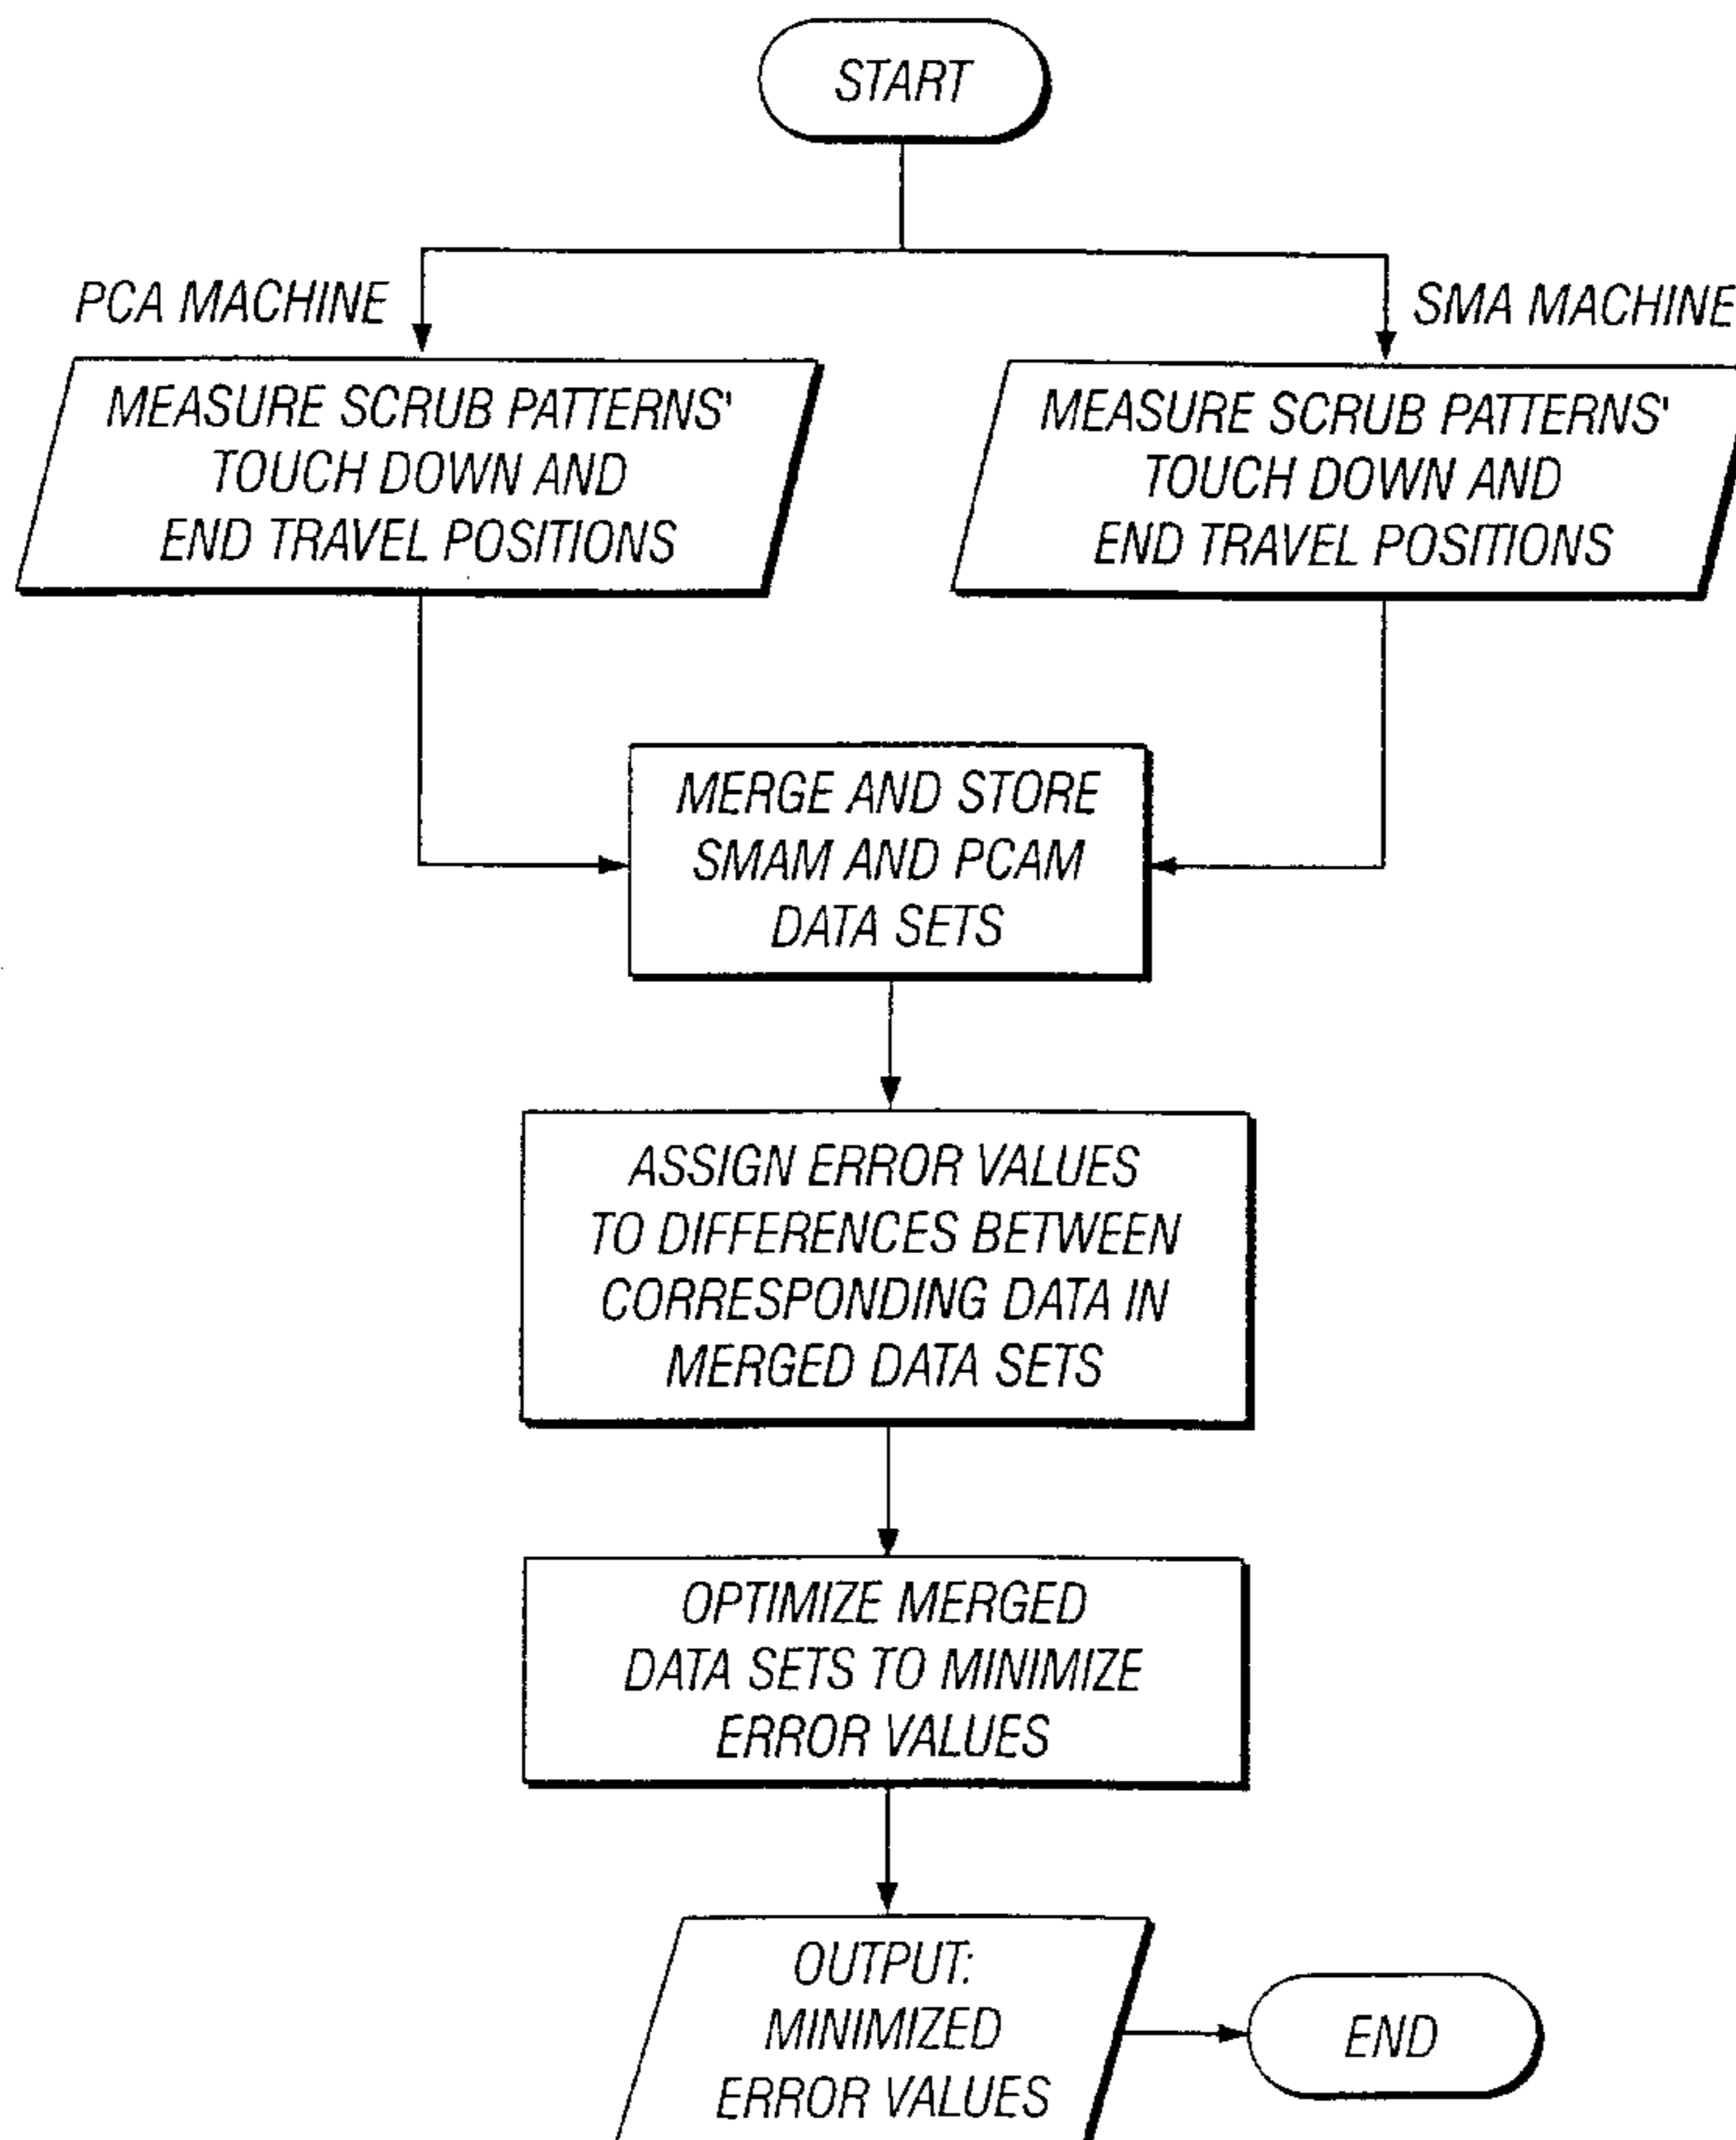 START
PCA MACHINE
SMA MACHINE
MEASURE SCRUB PATTERNS'
TOUCH DOWN AND
END TRAVEL POSITIONS
MEASURE SCRUB PATTERNS'
TOUCH DOWN AND
END TRAVEL POSITIONS
MERGE AND STORE
SMAM AND PCAM
DATA SETS
ASSIGN ERROR VALUES
TO DIFFERENCES BETWEEN
CORRESPONDING DATA IN
MERGED DATA SETS
OPTIMIZE MERGED
DATA SETS TO MINIMIZE
ERROR VALUES
OUTPUT:
MINIMIZED
ERROR VALUES
END